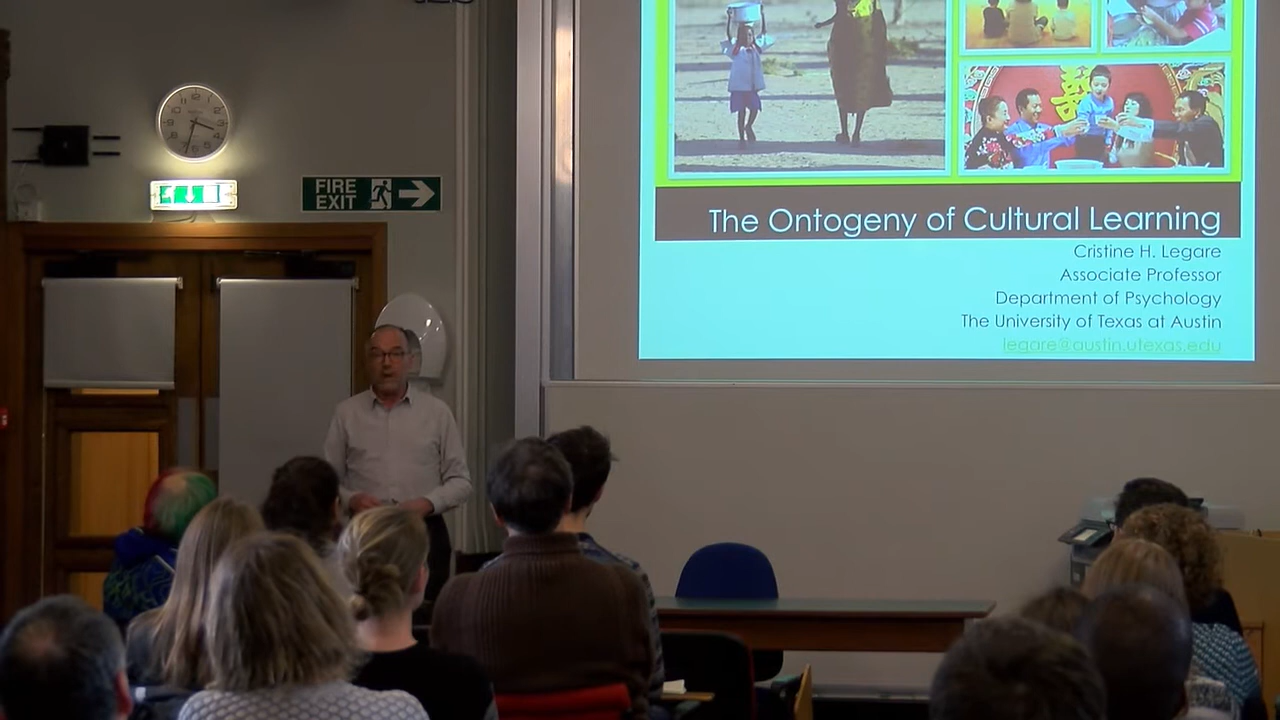 FIRE
EXIT
The Ontogeny of Cultural Learning
Cristine H. Legare
Associate Professor
Department of Psychology
The University of Texas at Austin
legare@austin.utexas.edu